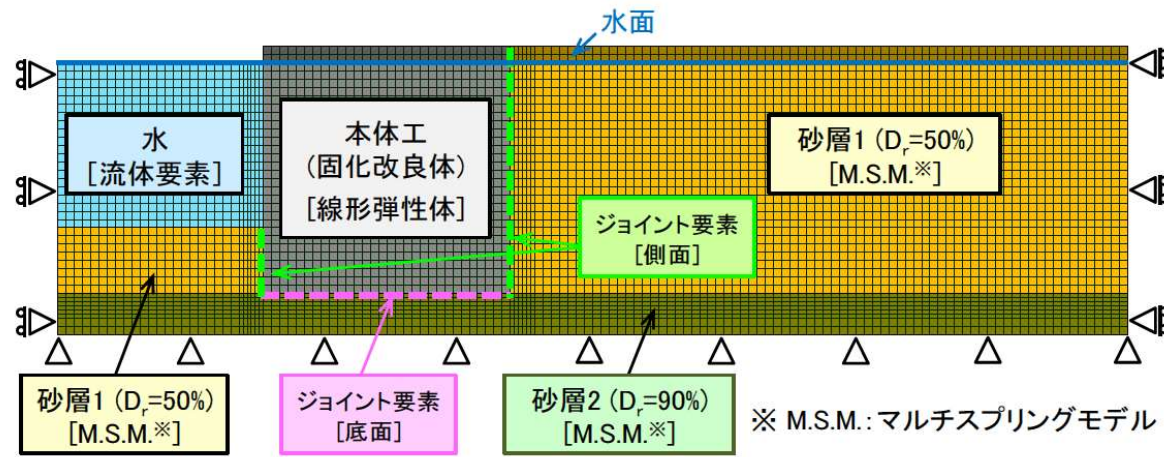 水面
水
[流体要素]
本体工
(固化改良体)
[線形弾性体]
砂層1 (Dr=50%)
[M.S.M.※]
ジョイント要素
[側面]
砂層1 (Dr=50%)
[M.S.M.※]
ジョイント要素
[底面]
砂層2 (Dr=90%)
[M.S.M.※]
※ M.S.M.：マルチスプリングモデル